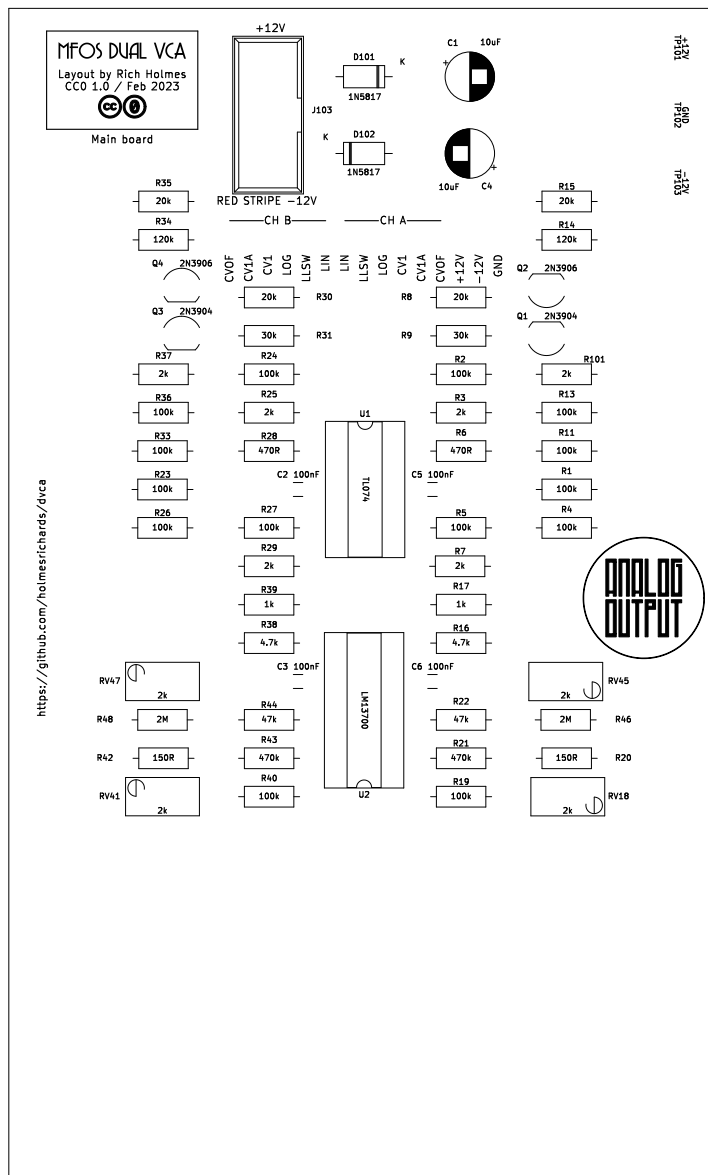 MFOS DUAL VCA
Layout by Rich Holmes
CC0 1.0 / Feb 2023
cc 0
Main board
+12V
J103
RED STRIPE -12V
D101
K
1N5817
K
D102
1N5817
C1
10uF
+
10uF
C4
+
+12V
TP101
GND
TP102
-12V
TP103
R35
20k
R34
120k
R15
20k
R14
120k
CH B
CH A
CVOF
CV1A
CV1
LOG
LLSW
LIN
LIN
LLSW
LOG
CV1
CV1A
CVOF
+12V
-12V
GND
Q4
2N3906
20k
R30
R8
20k
Q2
2N3906
Q3
2N3904
30k
R31
R9
30k
Q1
2N3904
R37
2k
R24
100k
R2
100k
R101
2k
R36
100k
R25
2k
U1
R3
2k
R13
100k
R33
100k
R28
470R
R6
470R
R11
100k
C2 100nF
TL074
C5 100nF
R23
100k
R1
100k
R26
100k
R27
100k
R5
100k
R4
100k
R29
2k
R7
2k
R39
1k
R17
1k
ANALOG
OUTPUT
R38
4.7k
R16
4.7k
https://github.com/holmesrichards/dvca
C3 100nF
LM13700
C6 100nF
RV47
2k
RV45
2k
R48
2M
R44
47k
R22
47k
2M
R46
R42
150R
R43
470k
R21
470k
150R
R20
RV41
2k
R40
100k
U2
R19
100k
2k
RV18